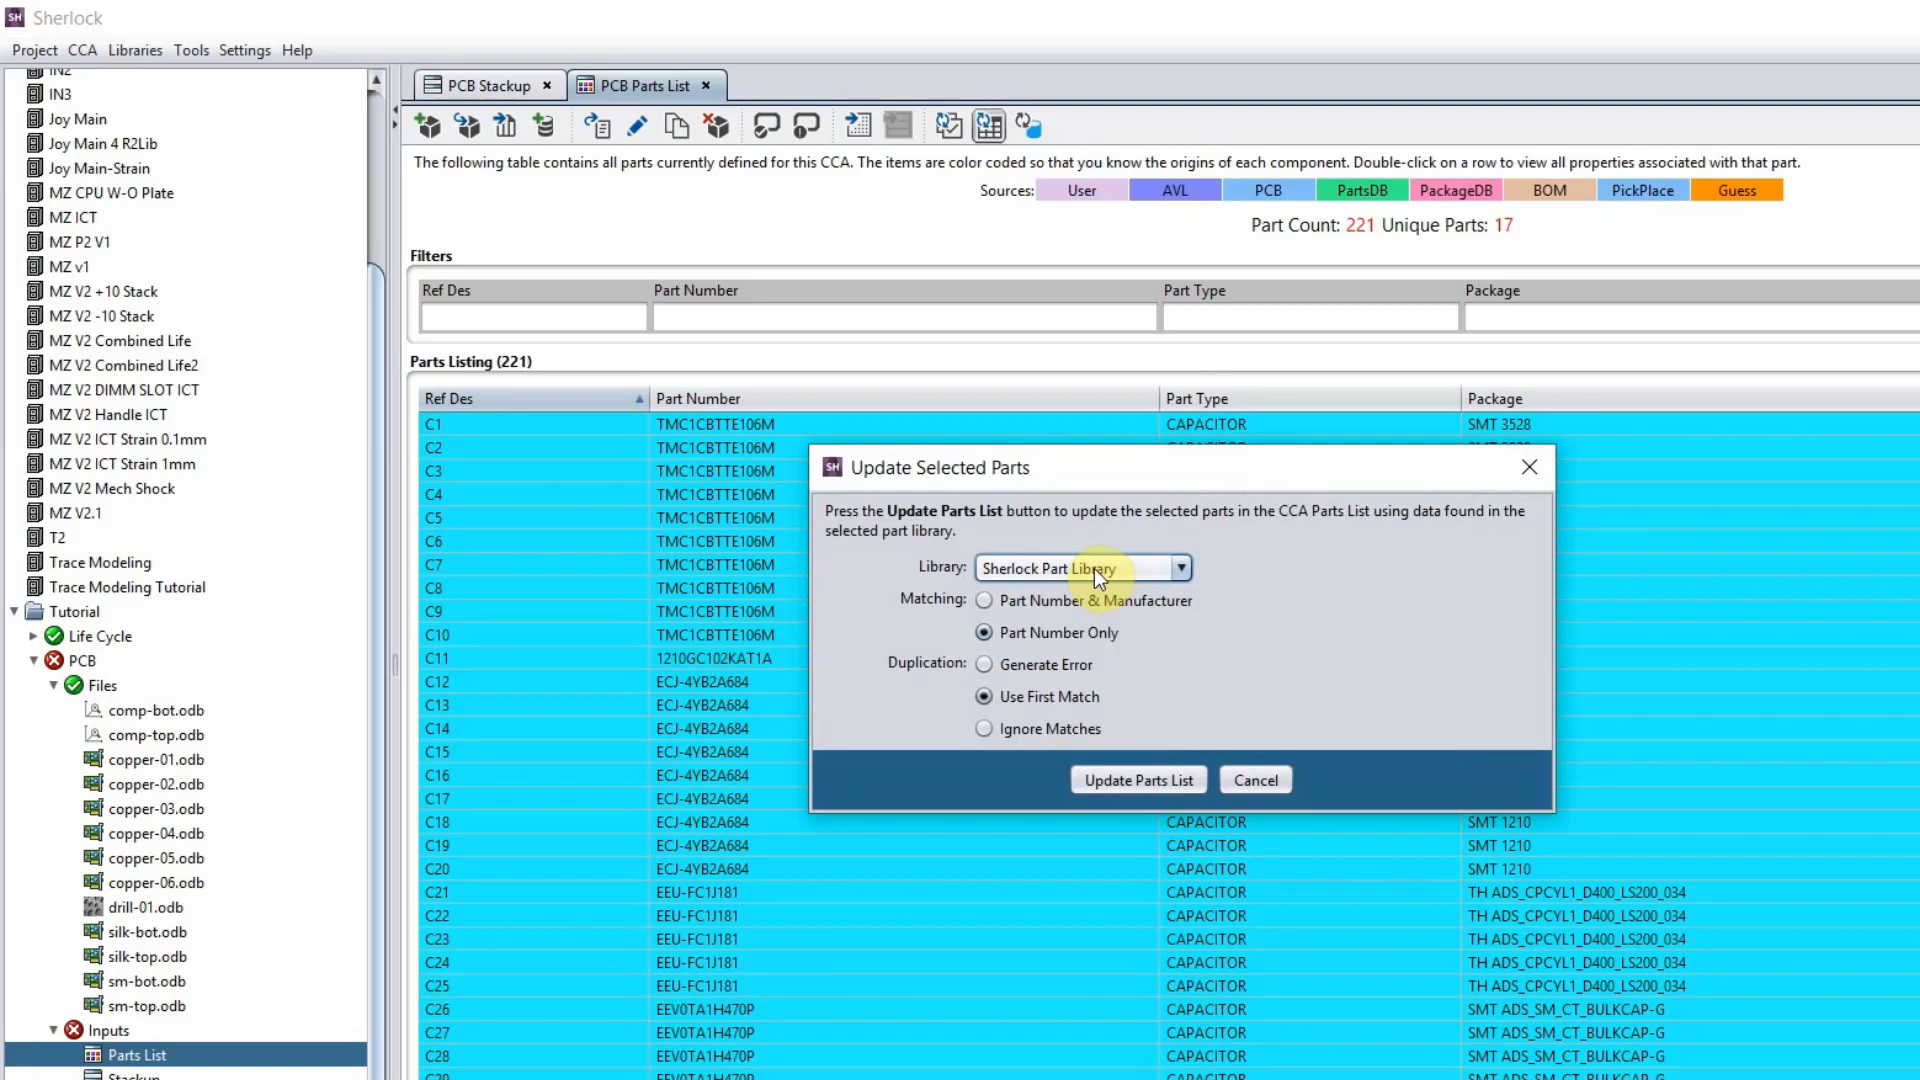 SH Sherlock
Project CCA Libraries Tools Settings Help
IN2
IN3
Joy Main
Joy Main 4 R2Lib
Joy Main-Strain
MZ CPU W-O Plate
MZ ICT
MZ P2 V1
MZ v1
MZ V2 +10 Stack
MZ V2 -10 Stack
MZ V2 Combined Life
MZ V2 Combined Life2
MZ V2 DIMM SLOT ICT
MZ V2 Handle ICT
MZ V2 ICT Strain 0.1mm
MZ V2 ICT Strain 1mm
MZ V2 Mech Shock
MZ V2.1
T2
Trace Modeling
Trace Modeling Tutorial
Tutorial
Life Cycle
PCB
Files
comp-bot.odb
comp-top.odb
copper-01.odb
copper-02.odb
copper-03.odb
copper-04.odb
copper-05.odb
copper-06.odb
drill-01.odb
silk-bot.odb
silk-top.odb
sm-bot.odb
sm-top.odb
Inputs
Parts List
Stackup
PCB Stackup PCB Parts List
The following table contains all parts currently defined for this CCA. The items are color coded so that you know the origins of each component. Double-click on a row to view all properties associated with that part.
Sources: User AVL PCB PartsDB PackageDB BOM PickPlace Guess
Part Count: 221 Unique Parts: 17
Filters
Ref Des Part Number Part Type Package
Parts Listing (221)
Ref Des Part Number Part Type Package
C1 TMC1CBTTE106M CAPACITOR SMT 3528
C2 TMC1CBTTE106M CAPACITOR SMT 3528
C3 TMC1CBTTE106M
C4 TMC1CBTTE106M
C5 TMC1CBTTE106M
C6 TMC1CBTTE106M
C7 TMC1CBTTE106M
C8 TMC1CBTTE106M
C9 TMC1CBTTE106M
C10 TMC1CBTTE106M
C11 1210GC102KAT1A
C12 ECJ-4YB2A684
C13 ECJ-4YB2A684
C14 ECJ-4YB2A684
C15 ECJ-4YB2A684
C16 ECJ-4YB2A684
C17 ECJ-4YB2A684
C18 ECJ-4YB2A684 CAPACITOR SMT 1210
C19 ECJ-4YB2A684 CAPACITOR SMT 1210
C20 ECJ-4YB2A684 CAPACITOR SMT 1210
C21 EEU-FC1J181 CAPACITOR TH ADS_CPCYL1_D400_LS200_034
C22 EEU-FC1J181 CAPACITOR TH ADS_CPCYL1_D400_LS200_034
C23 EEU-FC1J181 CAPACITOR TH ADS_CPCYL1_D400_LS200_034
C24 EEU-FC1J181 CAPACITOR TH ADS_CPCYL1_D400_LS200_034
C25 EEU-FC1J181 CAPACITOR TH ADS_CPCYL1_D400_LS200_034
C26 EEV0TA1H470P CAPACITOR SMT ADS_SM_CT_BULKCAP-G
C27 EEV0TA1H470P CAPACITOR SMT ADS_SM_CT_BULKCAP-G
C28 EEV0TA1H470P CAPACITOR SMT ADS_SM_CT_BULKCAP-G
C29 EEV0TA1H470P CAPACITOR SMT ADS_SM_CT_BULKCAP-G
SH Update Selected Parts
Press the Update Parts List button to update the selected parts in the CCA Parts List using data found in the
selected part library.
Library: Sherlock Part Library
Matching: Part Number & Manufacturer
Part Number Only
Duplication: Generate Error
Use First Match
Ignore Matches
Update Parts List Cancel